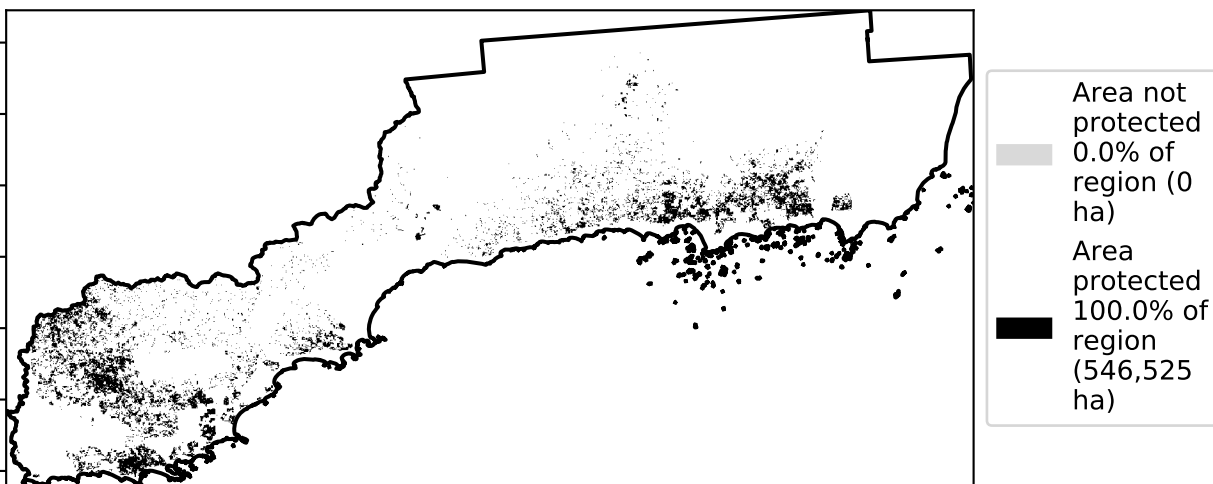 Area not
protected
0.0% of
region (0
ha)
Area
protected
100.0% of
region
(546,525
ha)